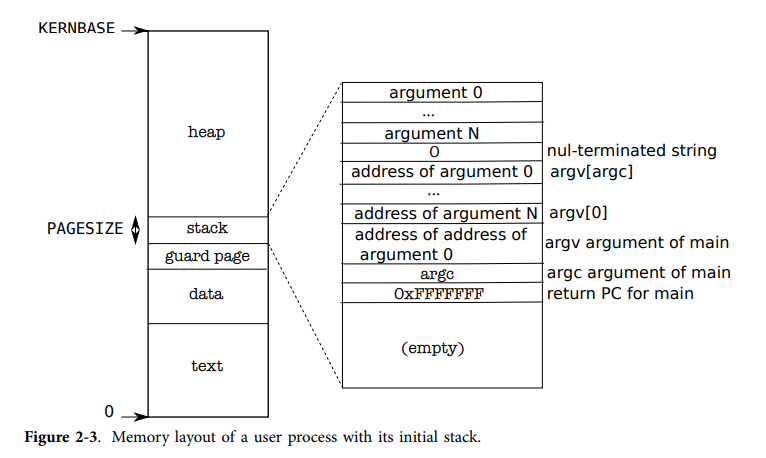 KERNBASE
heap
PAGESIZE
stack
guard page
data
text
0
argument 0
...
argument N
0 nul-terminated string
address of argument 0 argv[argc]
...
address of argument N argv[0]
address of address of
argument 0
argv argument of main
argc argc argument of main
0xFFFFFFF return PC for main
(empty)
Figure 2-3. Memory layout of a user process with its initial stack.